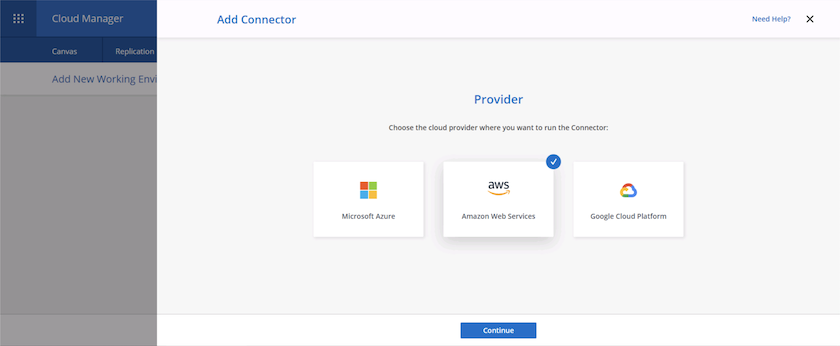 Cloud Manager
Add Connector
Need Help?
Canvas
Replication
Add New Working Envi
Provider
Choose the cloud provider where you want to run the Connector:
aws
Microsoft Azure
Amazon Web Services
Google Cloud Platform
Continue